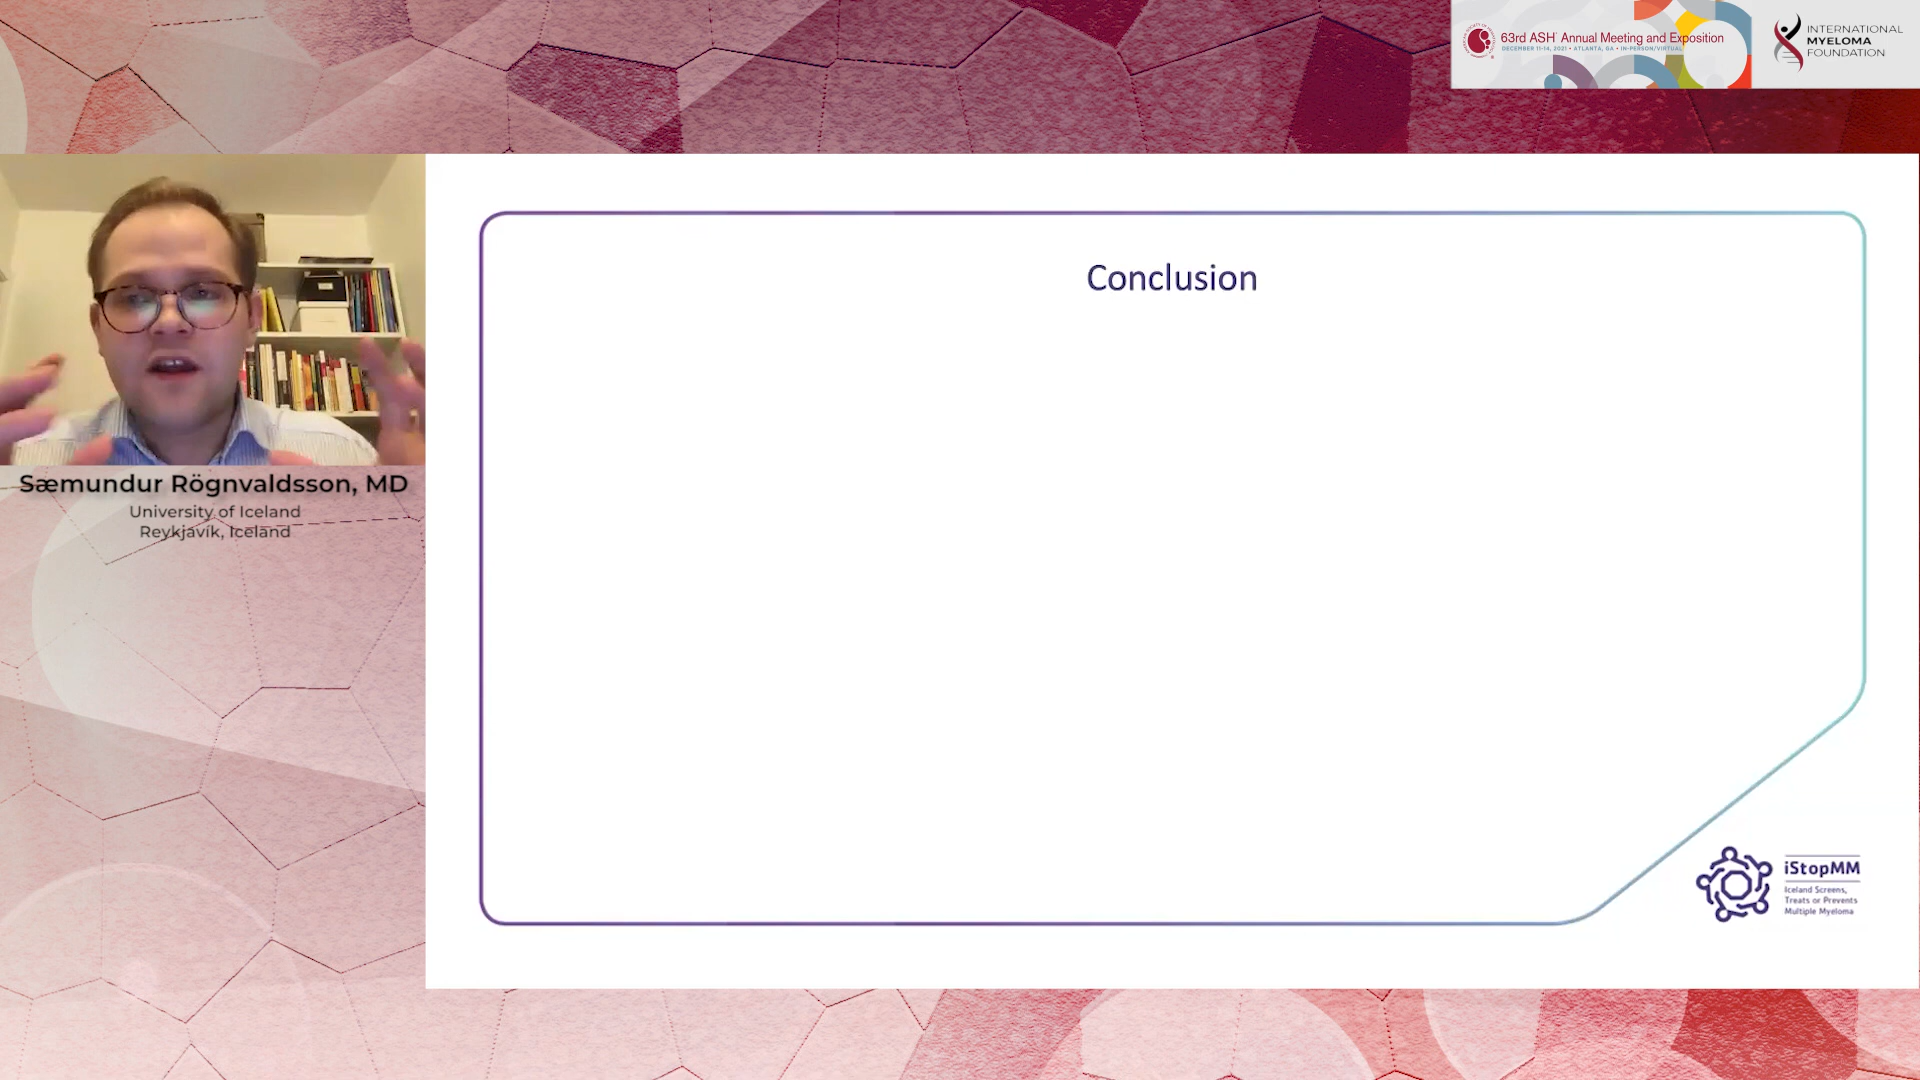 63rd ASH Annual Meeting and Exposition
DECEMBER 11-14, 2021 • ATLANTA, GA • IN-PERSON/VIRTUAL
INTERNATIONAL
MYELOMA
FOUNDATION
Conclusion
Sæmundur Rögnvaldsson, MD
University of Iceland
Reykjavík, Iceland
iStopMM
Iceland Screens,
Treats or Prevents
Multiple Myeloma